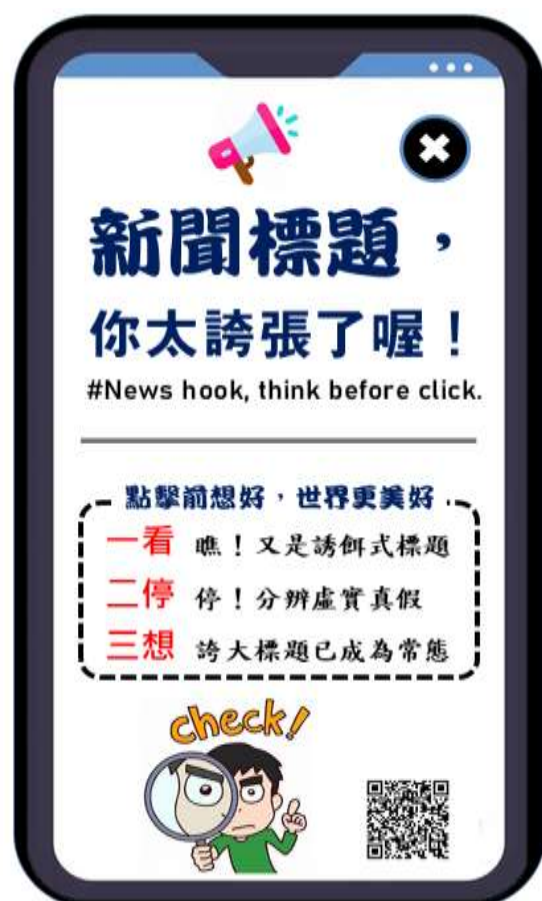 新聞標題，
你太誇張了喔！
#News hook, think before click.
點擊前想好，世界更美好
一看 瞧！又是誘餌式標題
二停 停！分辨虛實真假
三想 誇大標題已成為常態
check!